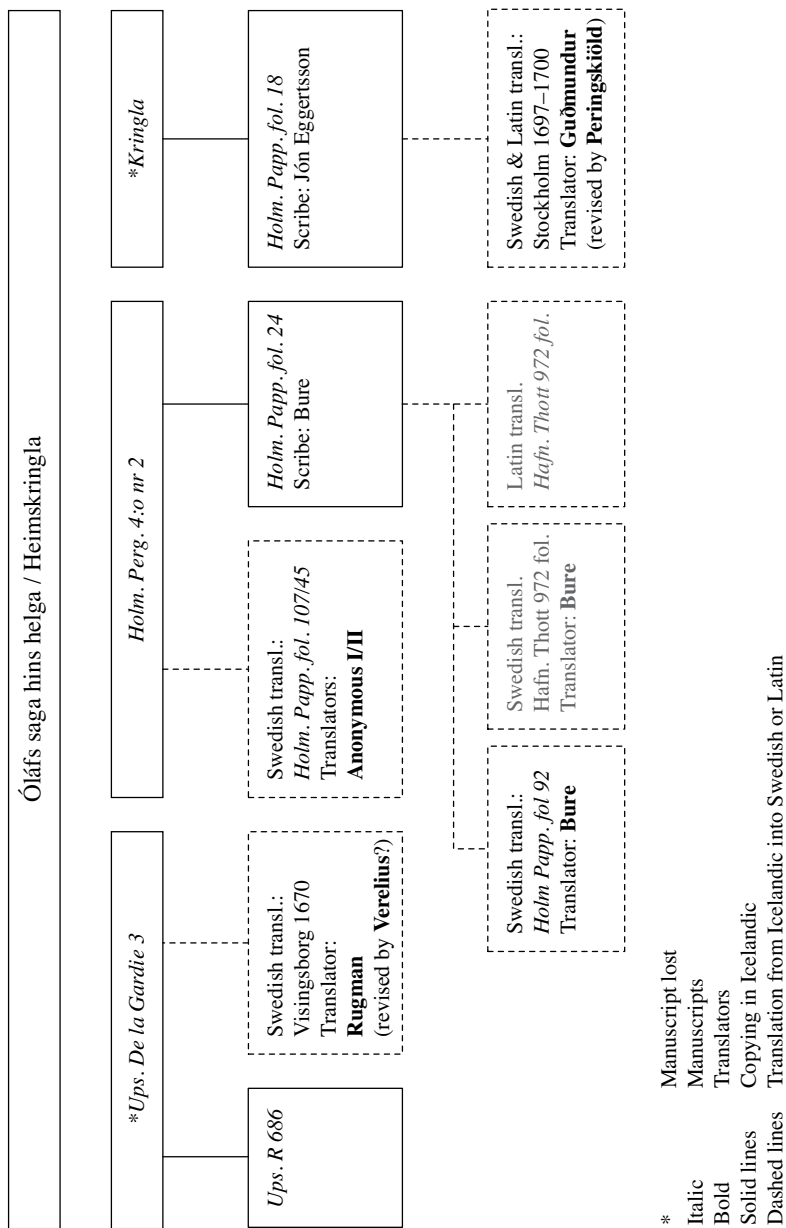 Óláfs saga hins helga / Heimskringla
*Ups. De la Gardie 3
Holm. Perg. 4:o nr 2
*Kringla
Ups. R 686
Swedish transl.:
Visingsborg 1670
Translator:
Rugman
(revised by Verelius?)
Swedish transl.:
Holm. Papp. fol. 107/45
Translators:
Anonymous I/II
Holm. Papp. fol. 24
Scribe: Bure
Holm. Papp. fol. 18
Scribe: Jón Eggertsson
Swedish transl.:
Holm Papp. fol 92
Translator: Bure
Swedish transl.
Hafn. Thott 972 fol.
Translator: Bure
Latin transl.
Hafn. Thott 972 fol.
Swedish & Latin transl.:
Stockholm 1697–1700
Translator: Guðmundur
(revised by Peringskiöld)
* Manuscript lost
Italic Manuscripts
Bold Translators
Solid lines Copying in Icelandic
Dashed lines Translation from Icelandic into Swedish or Latin